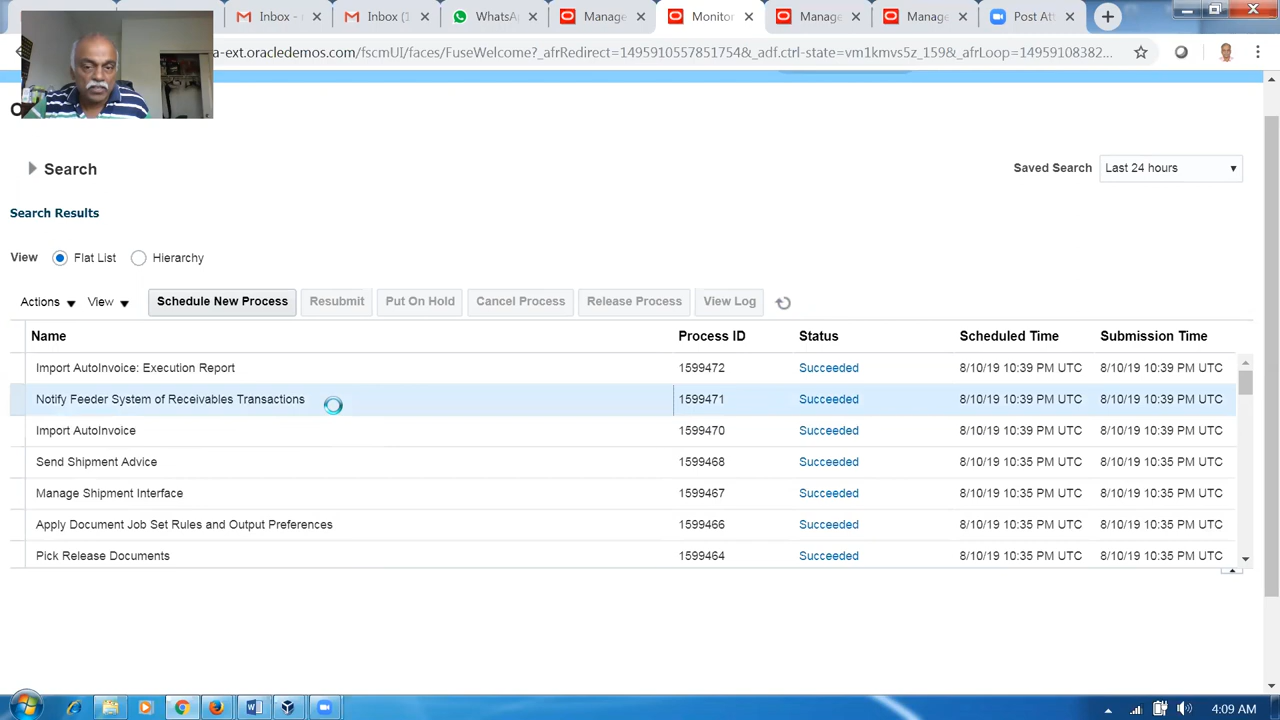 Inbox -
Inbox (
Whats
Manage
Monitor
Manage
Manage
Post Att
a-ext.oracledemos.com/fscmUI/faces/FuseWelcome?_afrRedirect=149591055785175​4&_adf.ctrl-state=vm1kmvs5z_159&_afrLoop=14959108382...
Search
Saved Search
Last 24 hours
Search Results
View
Flat List
Hierarchy
Actions
View
Schedule New Process
Resubmit
Put On Hold
Cancel Process
Release Process
View Log
Name Process ID Status Scheduled Time Submission Time
Import AutoInvoice: Execution Report 1599472 Succeeded 8/10/19 10:39 PM UTC 8/10/19 10:39 PM UTC
Notify Feeder System of Receivables Transactions 1599471 Succeeded 8/10/19 10:39 PM UTC 8/10/19 10:39 PM UTC
Import AutoInvoice 1599470 Succeeded 8/10/19 10:39 PM UTC 8/10/19 10:39 PM UTC
Send Shipment Advice 1599468 Succeeded 8/10/19 10:35 PM UTC 8/10/19 10:35 PM UTC
Manage Shipment Interface 1599467 Succeeded 8/10/19 10:35 PM UTC 8/10/19 10:35 PM UTC
Apply Document Job Set Rules and Output Preferences 1599466 Succeeded 8/10/19 10:35 PM UTC 8/10/19 10:35 PM UTC
Pick Release Documents 1599464 Succeeded 8/10/19 10:35 PM UTC 8/10/19 10:35 PM UTC
4:09 AM